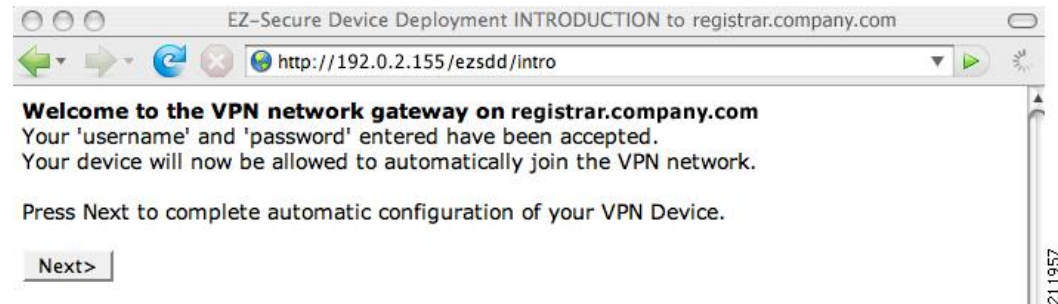 EZ-Secure Device Deployment INTRODUCTION to registrar.company.com
http://192.0.2.155/ezsdd/intro
Welcome to the VPN network gateway on registrar.company.com
Your 'username' and 'password' entered have been accepted.
Your device will now be allowed to automatically join the VPN network.
Press Next to complete automatic configuration of your VPN Device.
Next>
211957